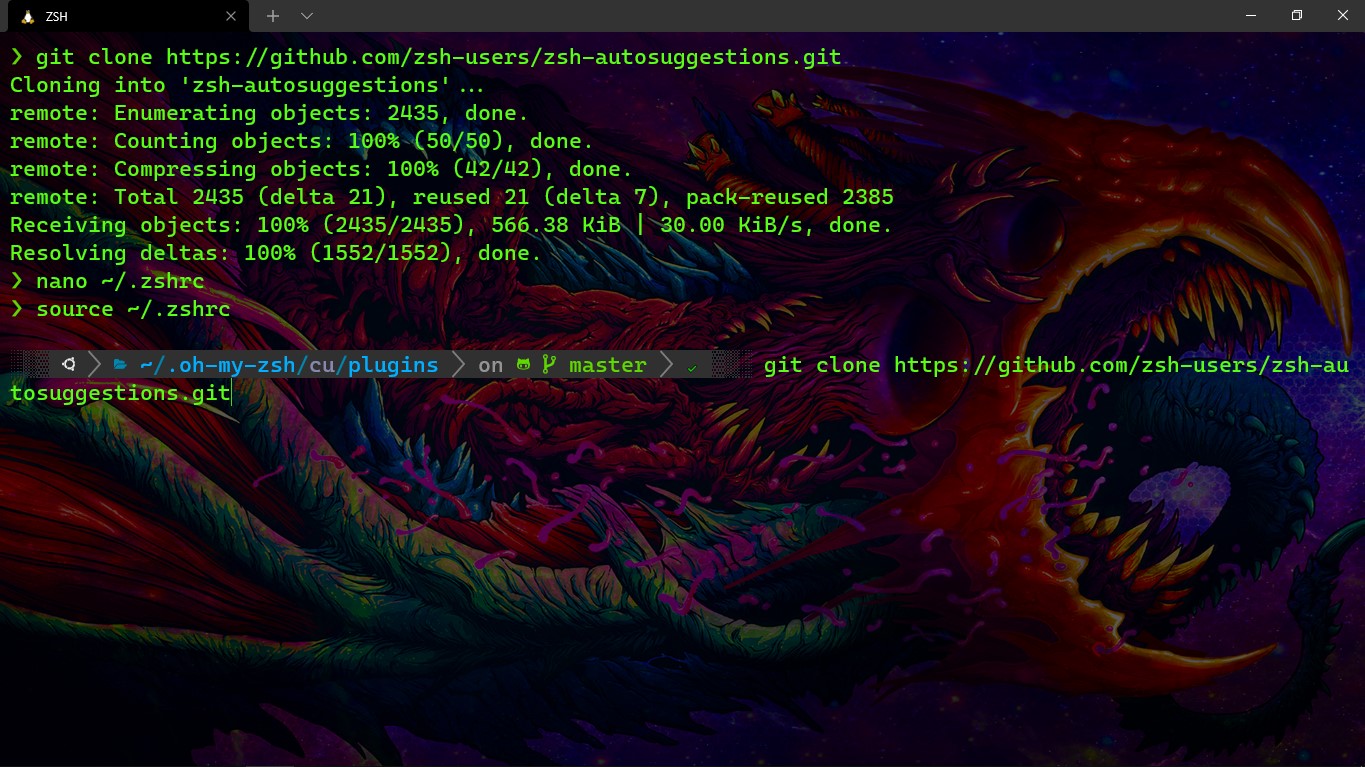 ZSH
❯ git clone https://github.com/zsh-users/zsh-autosuggestions.git
Cloning into 'zsh-autosuggestions'...
remote: Enumerating objects: 2435, done.
remote: Counting objects: 100% (50/50), done.
remote: Compressing objects: 100% (42/42), done.
remote: Total 2435 (delta 21), reused 21 (delta 7), pack-reused 2385
Receiving objects: 100% (2435/2435), 566.38 KiB | 30.00 KiB/s, done.
Resolving deltas: 100% (1552/1552), done.
❯ nano ~/.zshrc
❯ source ~/.zshrc
~/.oh-my-zsh/cu/plugins on master ✓ git clone https://github.com/zsh-users/zsh-au
tosuggestions.git